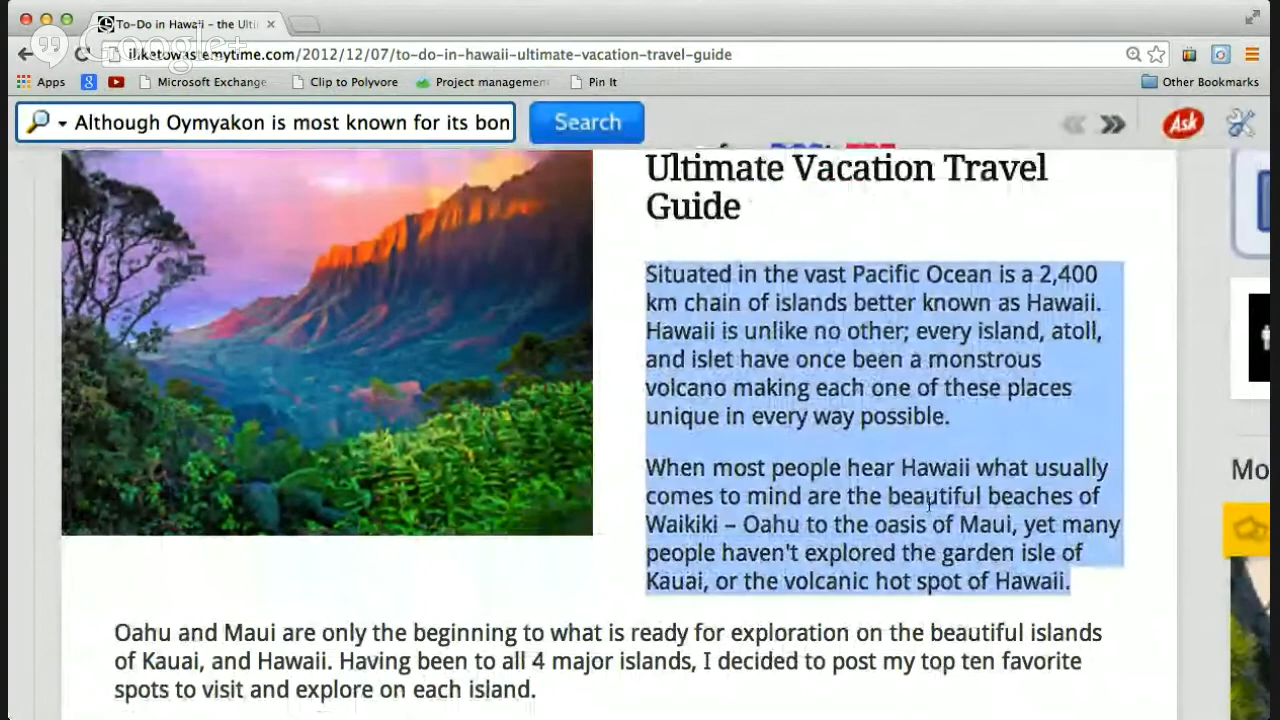 To-Do in Hawaii – the Ulti
Google+
iliketowastemytime.com/2012/12/07/to-do-in-hawaii-ultimate-vacation-travel-guide
Apps
Microsoft Exchange
Clip to Polyvore
Project managemen
Pin It
Other Bookmarks
Although Oymyakon is most known for its bon
Search
Ask
Ultimate Vacation Travel
Guide
Situated in the vast Pacific Ocean is a 2,400
km chain of islands better known as Hawaii.
Hawaii is unlike no other; every island, atoll,
and islet have once been a monstrous
volcano making each one of these places
unique in every way possible.
When most people hear Hawaii what usually
comes to mind are the beautiful beaches of
Waikiki – Oahu to the oasis of Maui, yet many
people haven't explored the garden isle of
Kauai, or the volcanic hot spot of Hawaii.
Mo
Oahu and Maui are only the beginning to what is ready for exploration on the beautiful islands
of Kauai, and Hawaii. Having been to all 4 major islands, I decided to post my top ten favorite
spots to visit and explore on each island.